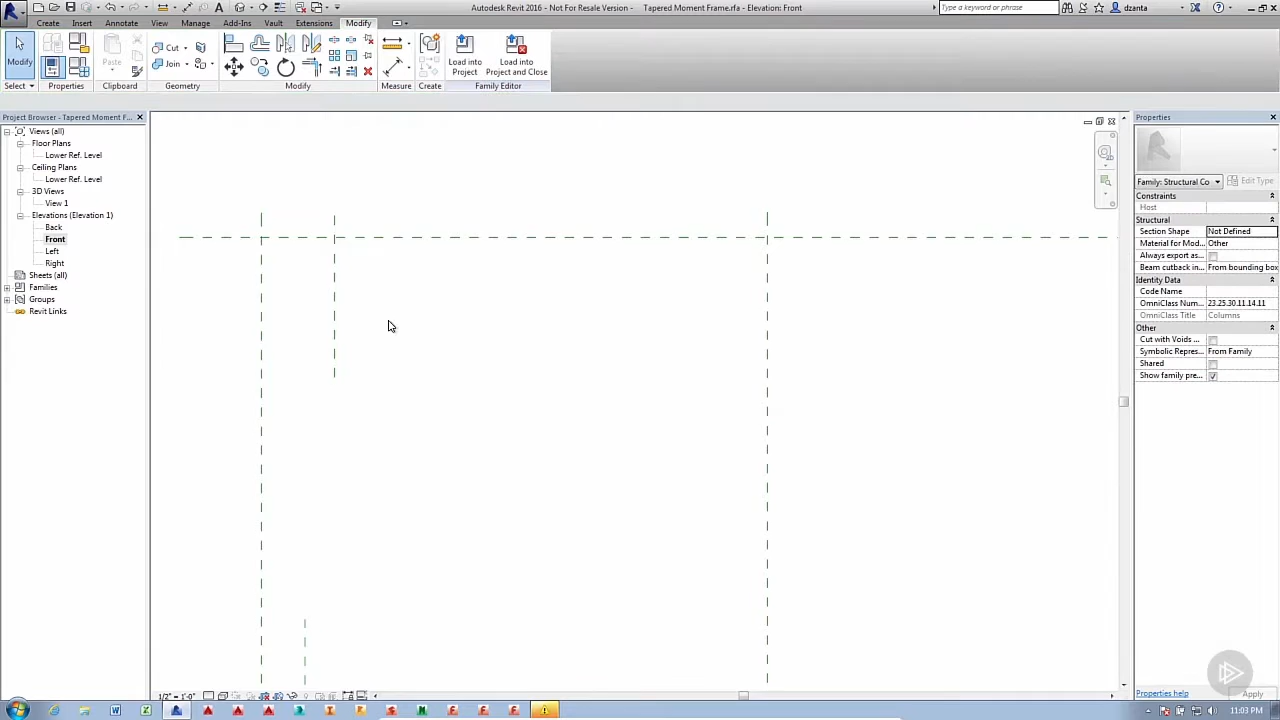 Autodesk Revit 2016 - Not For Resale Version - Tapered Moment Frame.rfa - Elevation: Front
Type a keyword or phrase
dzanta
Create Insert Annotate View Manage Add-Ins Vault Extensions Modify
Modify
Paste
Cut
Join
Load into
Project
Load into
Project and Close
Select Properties Clipboard Geometry Modify Measure Create Family Editor
Project Browser - Tapered Moment F...
Views (all)
Floor Plans
Lower Ref. Level
Ceiling Plans
Lower Ref. Level
3D Views
View 1
Elevations (Elevation 1)
Back
Front
Left
Right
Sheets (all)
Families
Groups
Revit Links
Properties
Family: Structural Co
Edit Type
Constraints
Host
Structural
Section Shape Not Defined
Material for Mod... Other
Always export as...
Beam cutback in... From bounding box
Identity Data
Code Name
OmniClass Num... 23.25.30.11.14.11
OmniClass Title Columns
Other
Cut with Voids ...
Symbolic Repres... From Family
Shared
Show family pre...
Properties help
Apply
1/2" = 1'-0"
11:03 PM